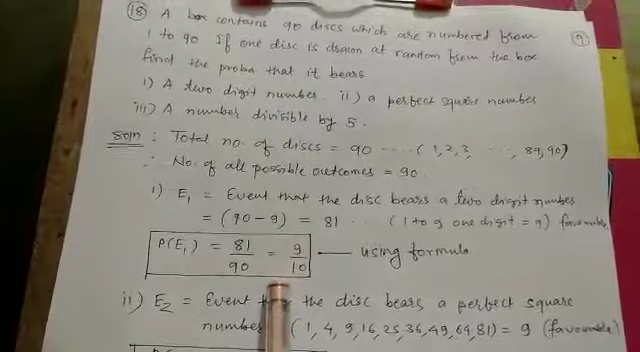 (18) A box contains 90 discs which are numbered from
1 to 90 If one disc is drawn at random from the box
find the proba. that it bears
(9)
i) A two digit number. ii) a perfect square number
iii) A number divisible by 5.
Soln : Total no. of discs = 90 ---- (1,2,3, ..., 89,90)
∴ No. of all possible outcomes = 90.
i) E₁ = Event that the disc bears a two digit number
= (90-9) = 81 ... (1 to 9 one digit = 9) favourable
P(E₁) = 81/90 = 9/10 —— using formula
ii) E₂ = Event the disc bears a perfect square
number (1,4,9,16,25,36,49,64,81) = 9 (favourable)